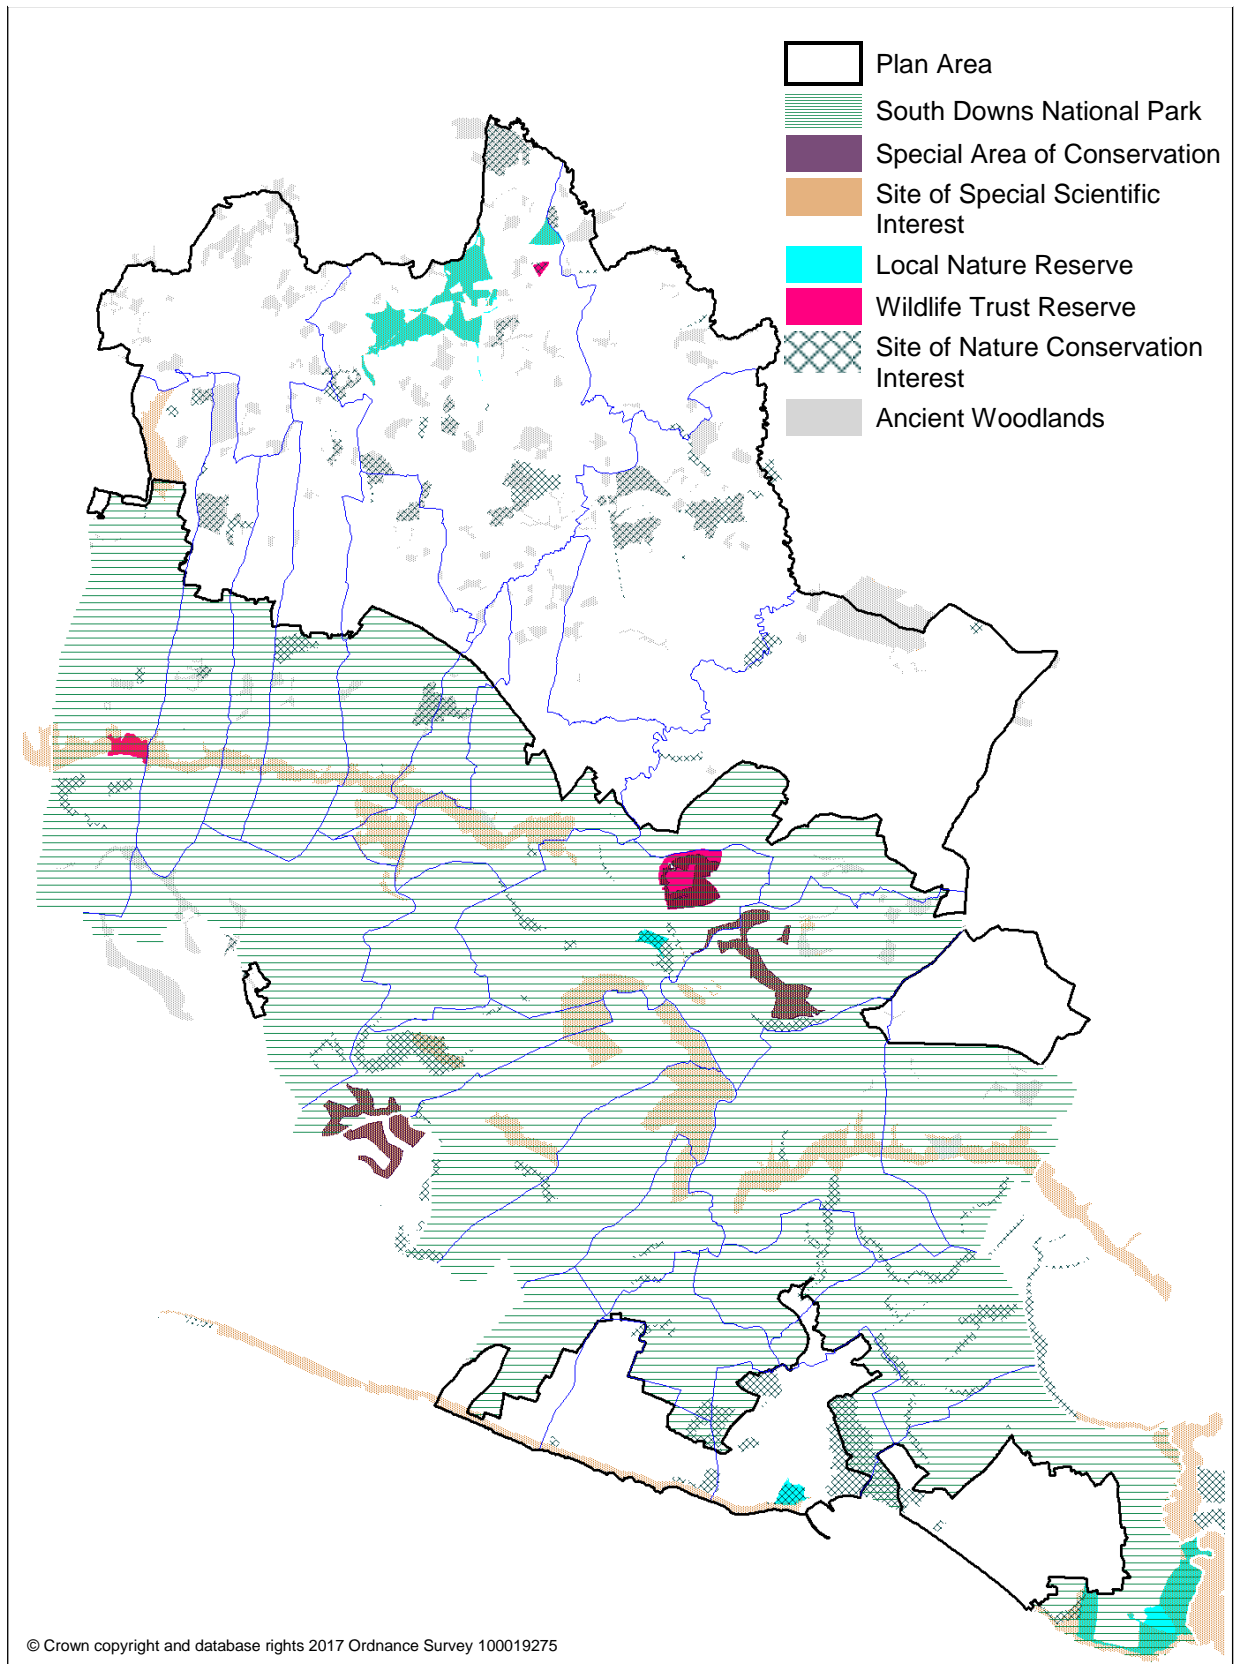 Plan Area
South Downs National Park
Special Area of Conservation
Site of Special Scientific
Interest
Local Nature Reserve
Wildlife Trust Reserve
Site of Nature Conservation
Interest
Ancient Woodlands
© Crown copyright and database rights 2017 Ordnance Survey 100019275